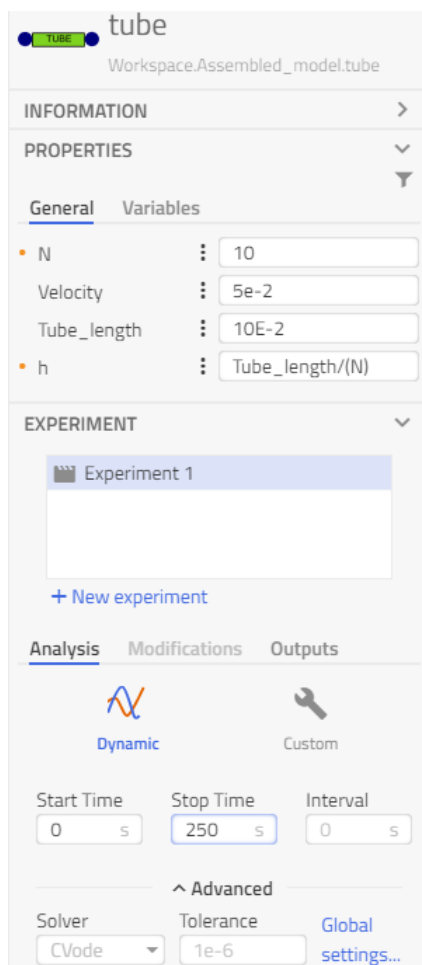 tube
TUBE
Workspace.Assembled_model.tube
INFORMATION
PROPERTIES
General Variables
N 10
Velocity 5e-2
Tube_length 10E-2
h Tube_length/(N)
EXPERIMENT
Experiment 1
+ New experiment
Analysis Modifications Outputs
Dynamic Custom
Start Time Stop Time Interval
0 s 250 s 0 s
Advanced
Solver Tolerance Global
CVode 1e-6 settings...